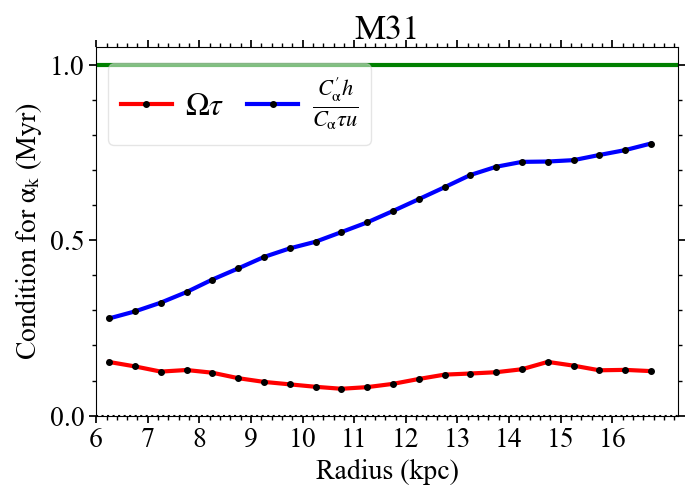 M31
Condition for αₖ (Myr)
1.0
0.5
0.0
Ωτ
C′αh
Cατu
6 7 8 9 10 11 12 13 14 15 16
Radius (kpc)